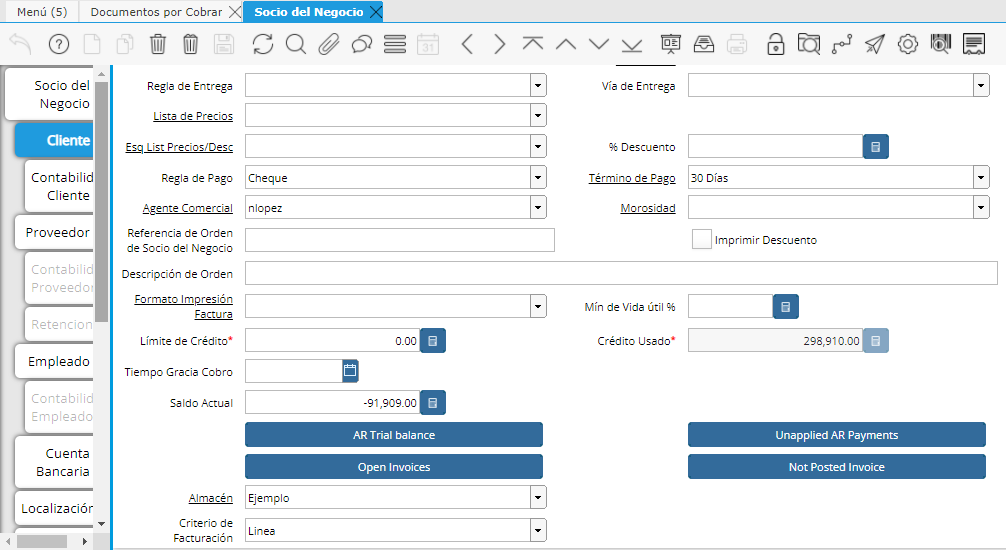 Menú (5)
Documentos por Cobrar
Socio del Negocio
31
Socio del
Negocio
Cliente
Contabilid
Cliente
Proveedor
Contabilid
Proveedor
Retencion
Empleado
Contabilid
Empleado
Cuenta
Bancaria
Localización
Regla de Entrega
Vía de Entrega
Lista de Precios
Esq List Precios/Desc
% Descuento
Regla de Pago Cheque
Término de Pago 30 Días
Agente Comercial nlopez
Morosidad
Referencia de Orden
de Socio del Negocio
Imprimir Descuento
Descripción de Orden
Formato Impresión
Factura
Mín de Vida útil %
Límite de Crédito* 0.00
Crédito Usado* 298,910.00
Tiempo Gracia Cobro
Saldo Actual -91,909.00
AR Trial balance
Unapplied AR Payments
Open Invoices
Not Posted Invoice
Almacén Ejemplo
Criterio de
Facturación Linea